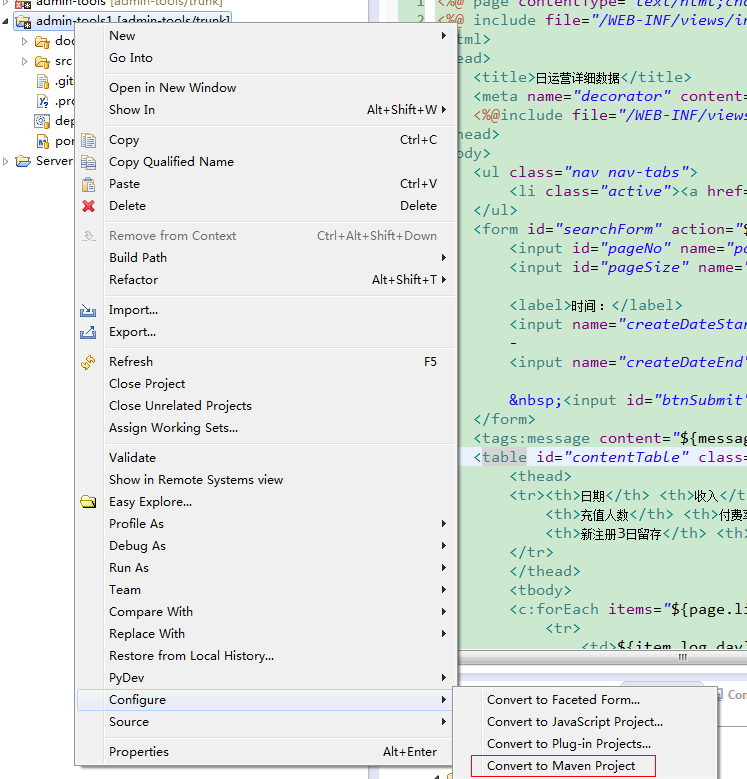 admin-tools [admin-tools/trunk]
admin-tools1 [admin-tools/trunk]
src
.git
Server
New
Go Into
Open in New Window
Show In Alt+Shift+W
Copy Ctrl+C
Copy Qualified Name
Paste Ctrl+V
Delete Delete
Remove from Context Ctrl+Alt+Shift+Down
Build Path
Refactor Alt+Shift+T
Import...
Export...
Refresh F5
Close Project
Close Unrelated Projects
Assign Working Sets...
Validate
Show in Remote Systems view
Easy Explore...
Profile As
Debug As
Run As
Team
Compare With
Replace With
Restore from Local History...
PyDev
Configure
Source
Properties Alt+Enter
Convert to Faceted Form...
Convert to JavaScript Project...
Convert to Plug-in Projects...
Convert to Maven Project
1 <%@ page contentType="text/html;
2 <%@ include file="/WEB-INF/views/
<title>日运营详细数据</title>
<meta name="decorator" content=
<%@include file="/WEB-INF/views
<ul class="nav nav-tabs">
<li class="active"><a href=
</ul>
<form id="searchForm" action="$
<input id="pageNo" name="
<input id="pageSize" name="
<label>时间：</label>
<input name="createDateStar
-
<input name="createDateEnd"
&nbsp;<input id="btnSubmit"
</form>
<tags:message content="${messag
<table id="contentTable" class=
<thead>
<tr><th>日期</th> <th>收入</t
<th>充值人数</th> <th>付费
<th>新注册3日留存</th> <th>
</tr>
</thead>
<tbody>
<c:forEach items="${page.li
<tr>
<td>${item.log_day